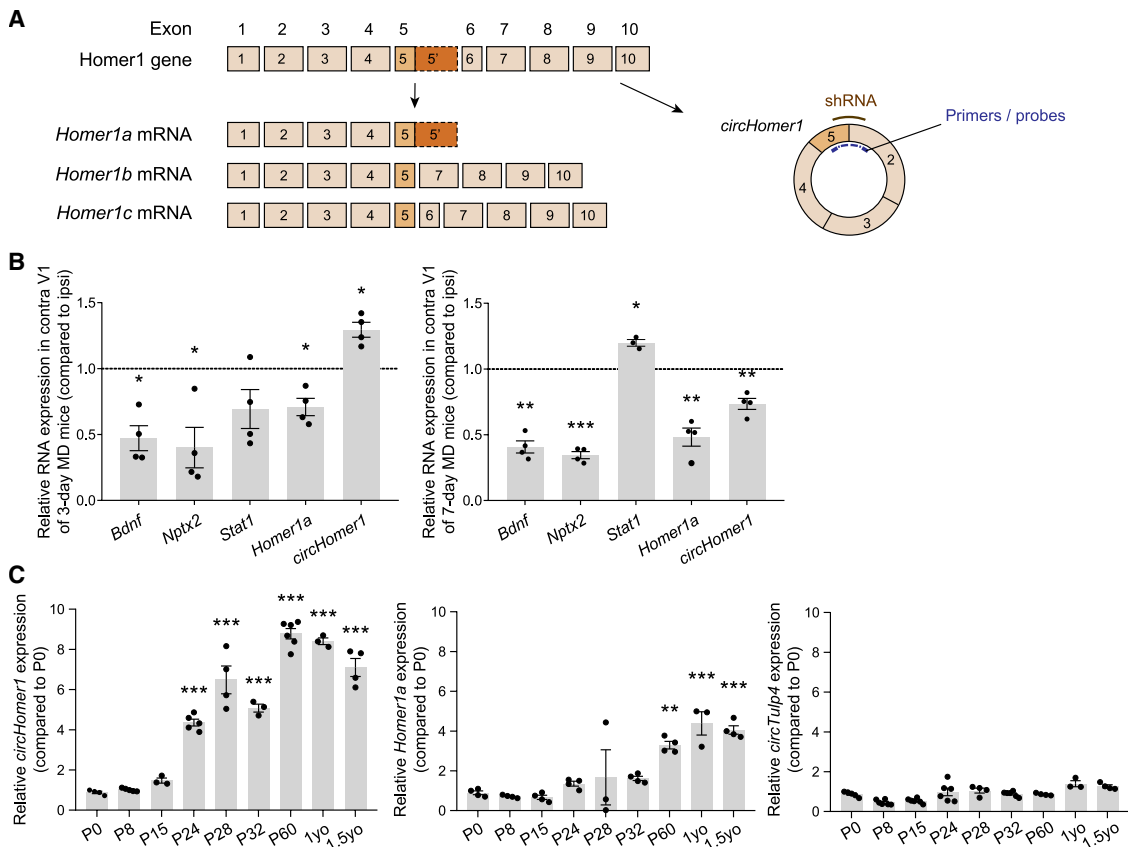 A
Exon 1 2 3 4 5 6 7 8 9 10
Homer1 gene 1 2 3 4 5 5' 6 7 8 9 10
shRNA
Primers / probes
circHomer1
5 2 4 3
Homer1a mRNA 1 2 3 4 5 5'
Homer1b mRNA 1 2 3 4 5 7 8 9 10
Homer1c mRNA 1 2 3 4 5 6 7 8 9 10
B
Relative RNA expression in contra V1
of 3-day MD mice (compared to ipsi)
1.5
1.0
0.5
0.0
* * * *
Bdnf Nptx2 Stat1 Homer1a circHomer1
Relative RNA expression in contra V1
of 7-day MD mice (compared to ipsi)
1.5
1.0
0.5
0.0
** *** * ** **
Bdnf Nptx2 Stat1 Homer1a circHomer1
C
Relative circHomer1 expression
(compared to P0)
10
8
6
4
2
0
*** *** *** *** *** ***
P0 P8 P15 P24 P28 P32 P60 1yo 1.5yo
Relative Homer1a expression
(compared to P0)
10
8
6
4
2
0
** *** ***
P0 P8 P15 P24 P28 P32 P60 1yo 1.5yo
Relative circTulp4 expression
(compared to P0)
10
8
6
4
2
0
P0 P8 P15 P24 P28 P32 P60 1yo 1.5yo